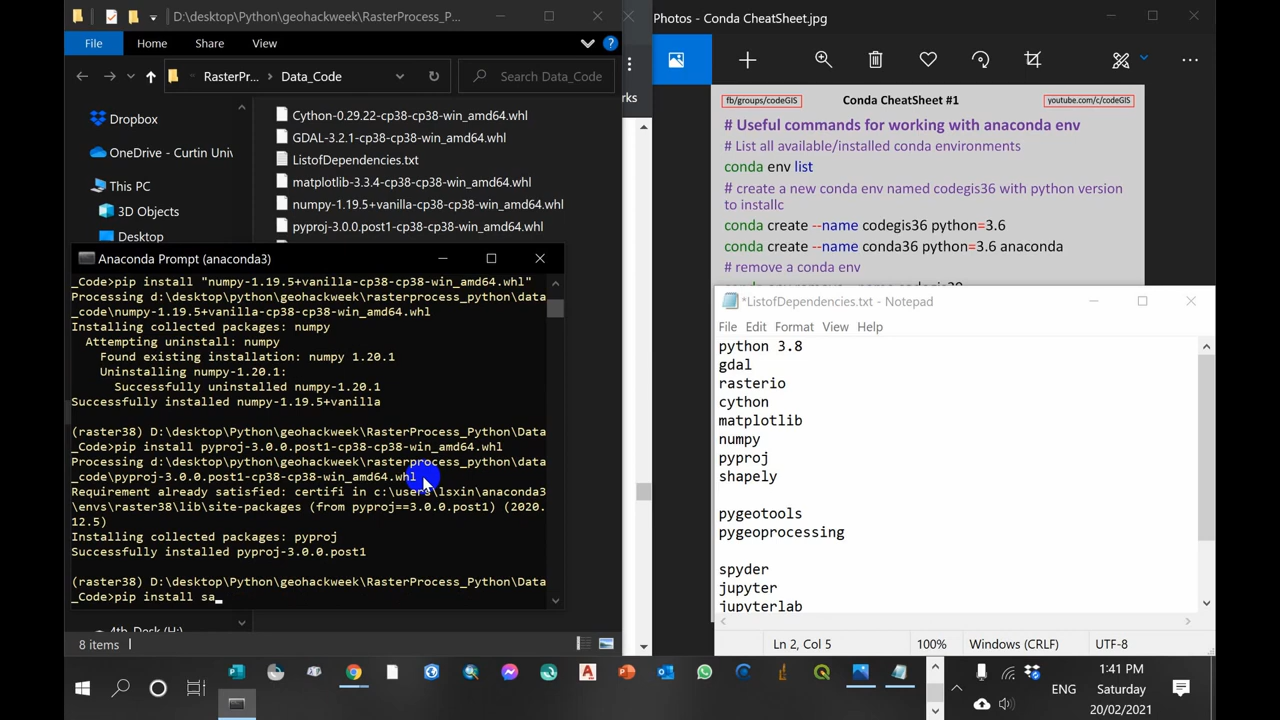 D:\desktop\Python\geohackweek\RasterProcess_P...
File
Home
Share
View
RasterPr...
Data_Code
Search Data_Code
Dropbox
OneDrive - Curtin Uni
This PC
3D Objects
Desktop
Cython-0.29.22-cp38-cp38-win_amd64.whl
GDAL-3.2.1-cp38-cp38-win_amd64.whl
ListofDependencies.txt
matplotlib-3.3.4-cp38-cp38-win_amd64.whl
numpy-1.19.5+vanilla-cp38-cp38-win_amd64.whl
pyproj-3.0.0.post1-cp38-cp38-win_amd64.whl
Anaconda Prompt (anaconda3)
_Code>pip install "numpy-1.19.5+vanilla-cp38-cp38-win_amd64.whl"
Processing d:\desktop\python\geohackweek\rasterprocess_python\data
_code\numpy-1.19.5+vanilla-cp38-cp38-win_amd64.whl
Installing collected packages: numpy
Attempting uninstall: numpy
Found existing installation: numpy 1.20.1
Uninstalling numpy-1.20.1:
Successfully uninstalled numpy-1.20.1
Successfully installed numpy-1.19.5+vanilla
(raster38) D:\desktop\Python\geohackweek\RasterProcess_Python\Data
_Code>pip install pyproj-3.0.0.post1-cp38-cp38-win_amd64.whl
Processing d:\desktop\python\geohackweek\rasterprocess_python\data
_code\pyproj-3.0.0.post1-cp38-cp38-win_amd64.whl
Requirement already satisfied: certifi in c:\users\lsxin\anaconda3
\envs\raster38\lib\site-packages (from pyproj==3.0.0.post1) (2020.
12.5)
Installing collected packages: pyproj
Successfully installed pyproj-3.0.0.post1
(raster38) D:\desktop\Python\geohackweek\RasterProcess_Python\Data
_Code>pip install sa_
4th-Desk (H:)
8 items
rks
Photos - Conda CheatSheet.jpg
fb/groups/codeGIS
Conda CheatSheet #1
youtube.com/c/codeGIS
# Useful commands for working with anaconda env
# List all available/installed conda environments
conda env list
# create a new conda env named codegis36 with python version
to installc
conda create --name codegis36 python=3.6
conda create --name conda36 python=3.6 anaconda
# remove a conda env
*ListofDependencies.txt - Notepad
File Edit Format View Help
python 3.8
gdal
rasterio
cython
matplotlib
numpy
pyproj
shapely
pygeotools
pygeoprocessing
spyder
jupyter
jupyterlab
Ln 2, Col 5
100%
Windows (CRLF)
UTF-8
ENG
1:41 PM
Saturday
20/02/2021